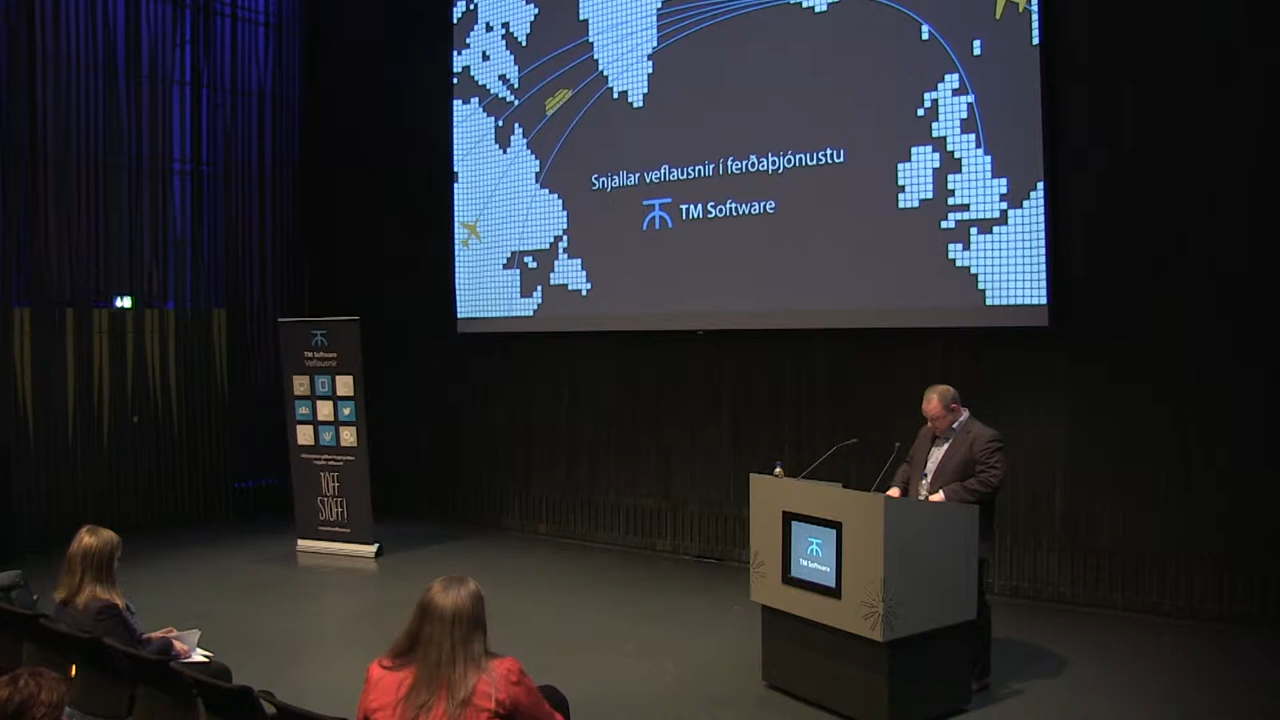 Snjallar veflausnir í ferðaþjónustu
TM Software
TM Software
Veflausnir
TÖFF
STÖFF!
TM Software